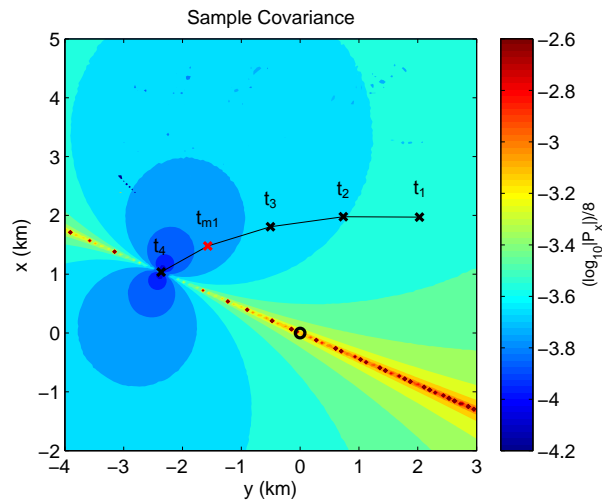 Sample Covariance
5
4
3
2
1
0
−1
−2
−4
−3
−2
−1
0
1
2
3
x (km)
y (km)
t4
tm1
t3
t2
t1
−2.6
−2.8
−3
−3.2
−3.4
−3.6
−3.8
−4
−4.2
(log10|Px|)/8